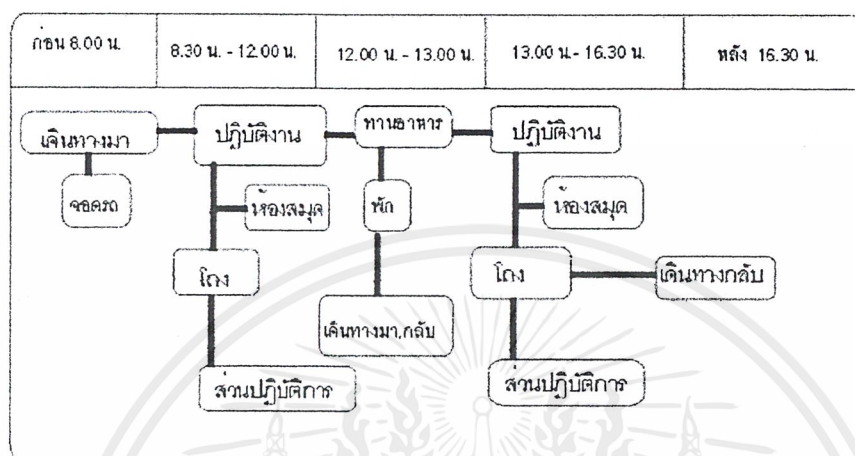 ก่อน 8.00 น.
8.30 น. - 12.00 น.
12.00 น. - 13.00 น.
13.00 น.- 16.30 น.
หลัง 16.30 น.
เดินทางมา
ปฏิบัติงาน
ทานอาหาร
ปฏิบัติงาน
จอดรถ
ห้องสมุด
พัก
ห้องสมุด
โถง
โถง
เดินทางกลับ
เดินทางมา,กลับ
ส่วนปฏิบัติการ
ส่วนปฏิบัติการ